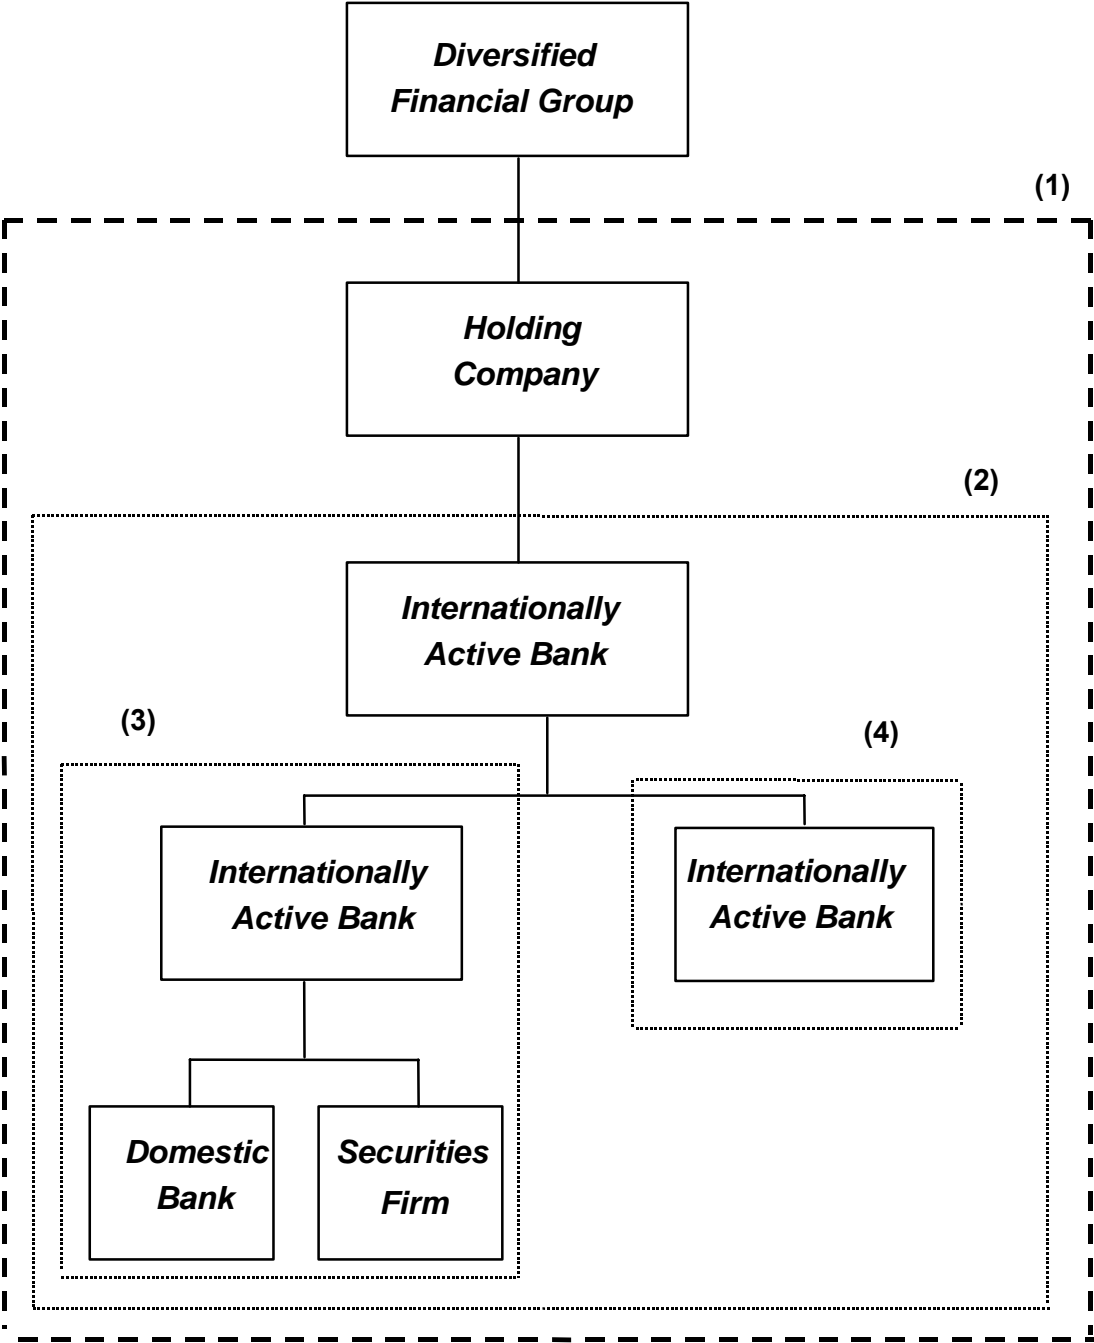 Diversified
Financial Group
(1)
Holding
Company
(2)
Internationally
Active Bank
(3)
(4)
Internationally
Active Bank
Internationally
Active Bank
Domestic
Bank
Securities
Firm